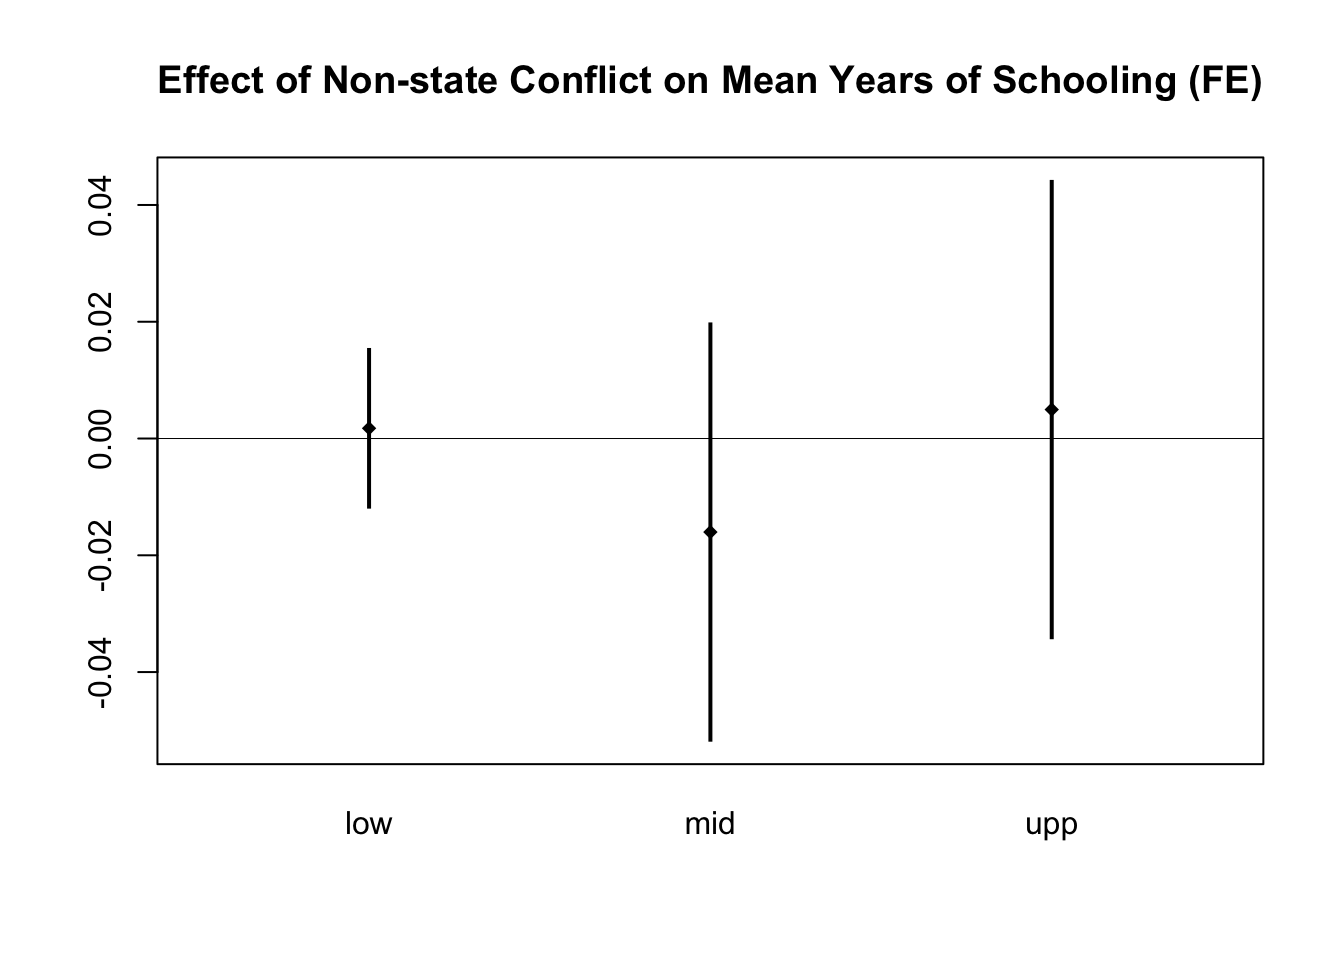 Effect of Non-state Conflict on Mean Years of Schooling (FE)
0.04
0.02
0.00
-0.02
-0.04
low mid upp